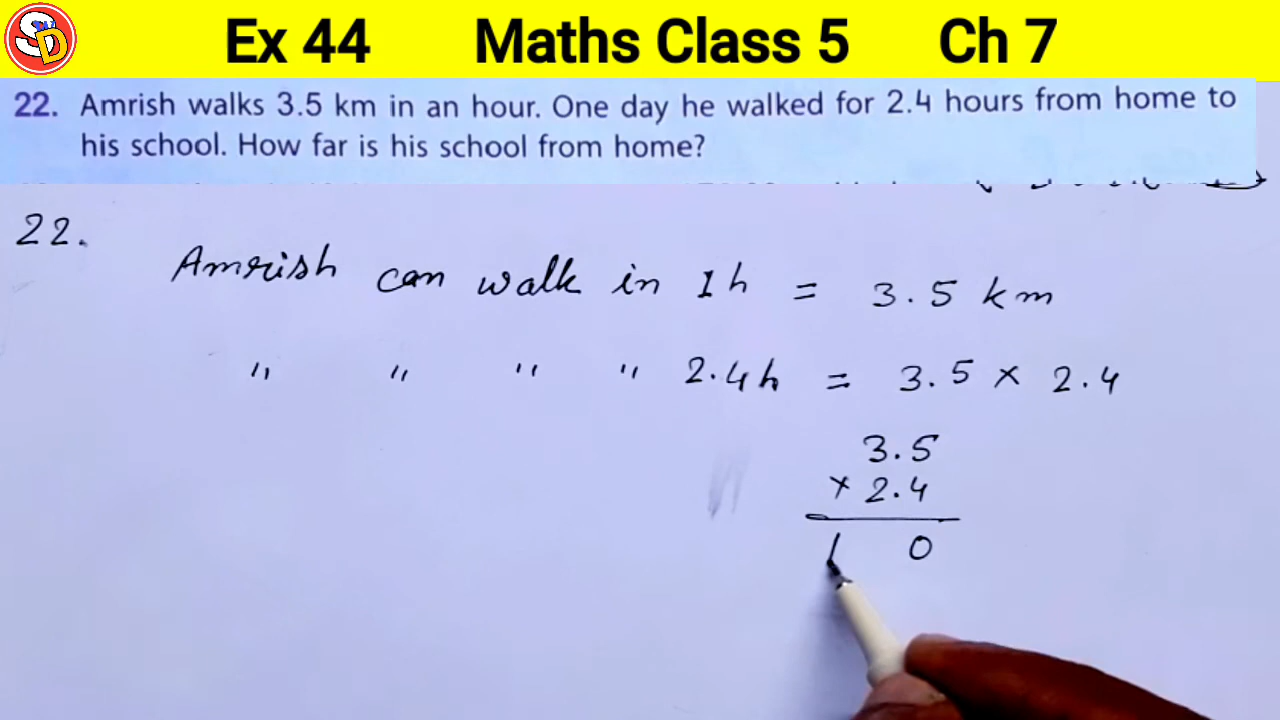 SD
Ex 44 Maths Class 5 Ch 7
22. Amrish walks 3.5 km in an hour. One day he walked for 2.4 hours from home to
his school. How far is his school from home?
22.
Amrish can walk in 1 h = 3.5 km
" " " " 2.4h = 3.5 × 2.4
3.5
× 2.4
1 0